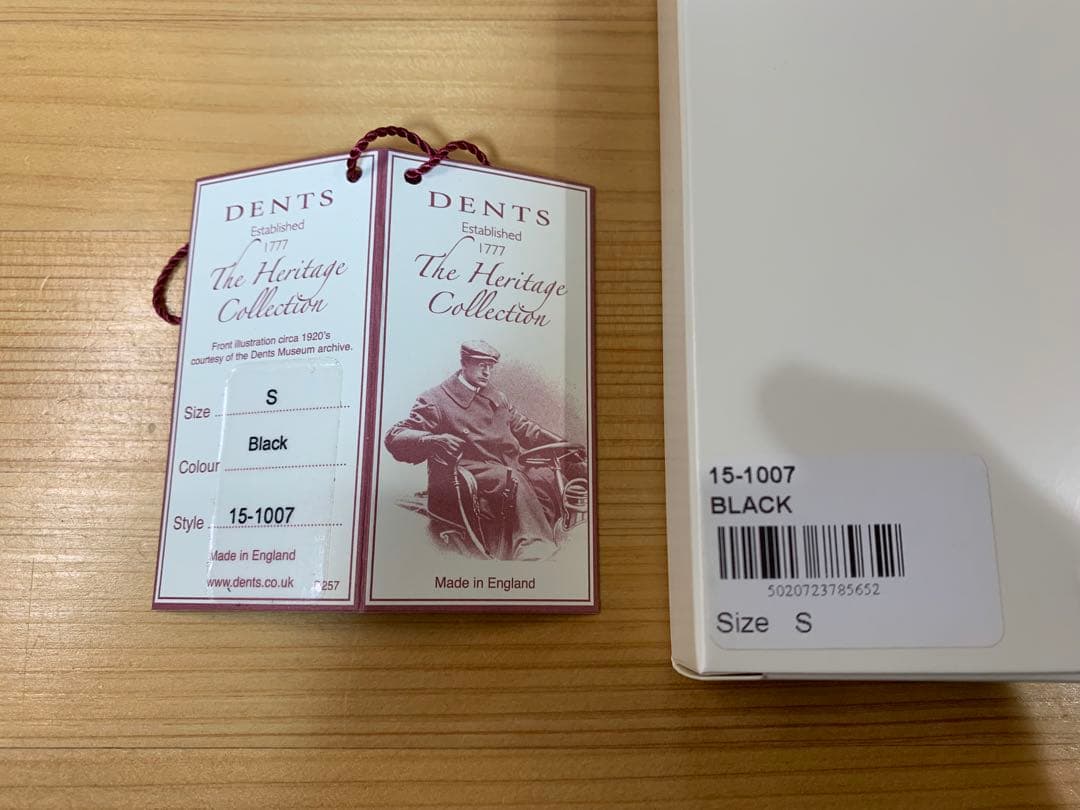 DENTS
Established
1777
The Heritage
Collection
Front illustration circa 1920's
courtesy of the Dents Museum archive.
Size S
Colour Black
Style 15-1007
Made in England
www.dents.co.uk
DENTS
Established
1777
The Heritage
Collection
Made in England
15-1007
BLACK
5020723785652
Size S